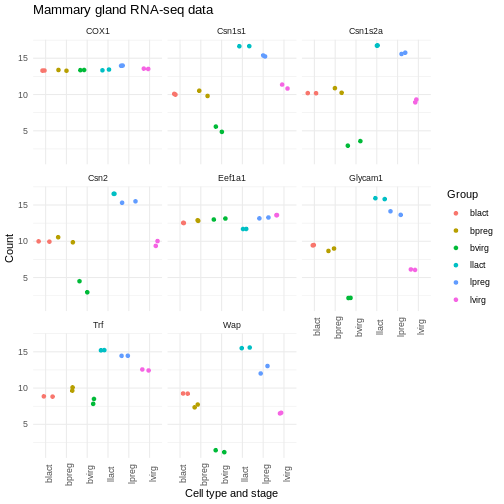 Mammary gland RNA-seq data
COX1
Csn1s1
Csn1s2a
15
10
5
Csn2
Eef1a1
Glycam1
15
10
5
Trf
Wap
15
10
5
blact
bpreg
bvirg
llact
lpreg
lvirg
blact
bpreg
bvirg
llact
lpreg
lvirg
blact
bpreg
bvirg
llact
lpreg
lvirg
Count
Cell type and stage
Group
blact
bpreg
bvirg
llact
lpreg
lvirg